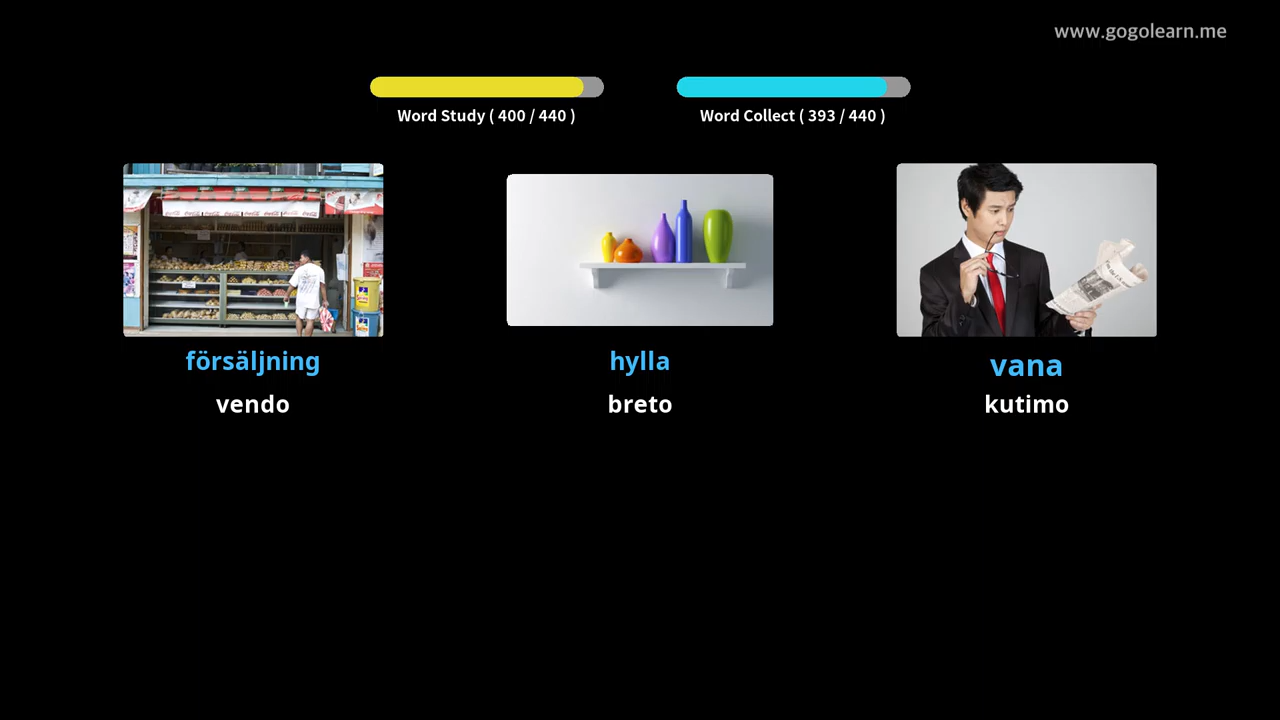 www.gogolearn.me
Word Study ( 400 / 440 )
Word Collect ( 393 / 440 )
försäljning
hylla
vana
vendo
breto
kutimo